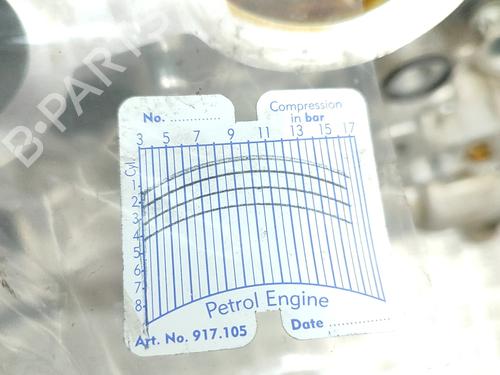 B-PARTS
No. ..............
Compression
in bar
3 5 7 9 11 13 15 17
Cyl.
1
2
3
4
5
6
7
8
Petrol Engine
Art. No. 917.105
Date ................